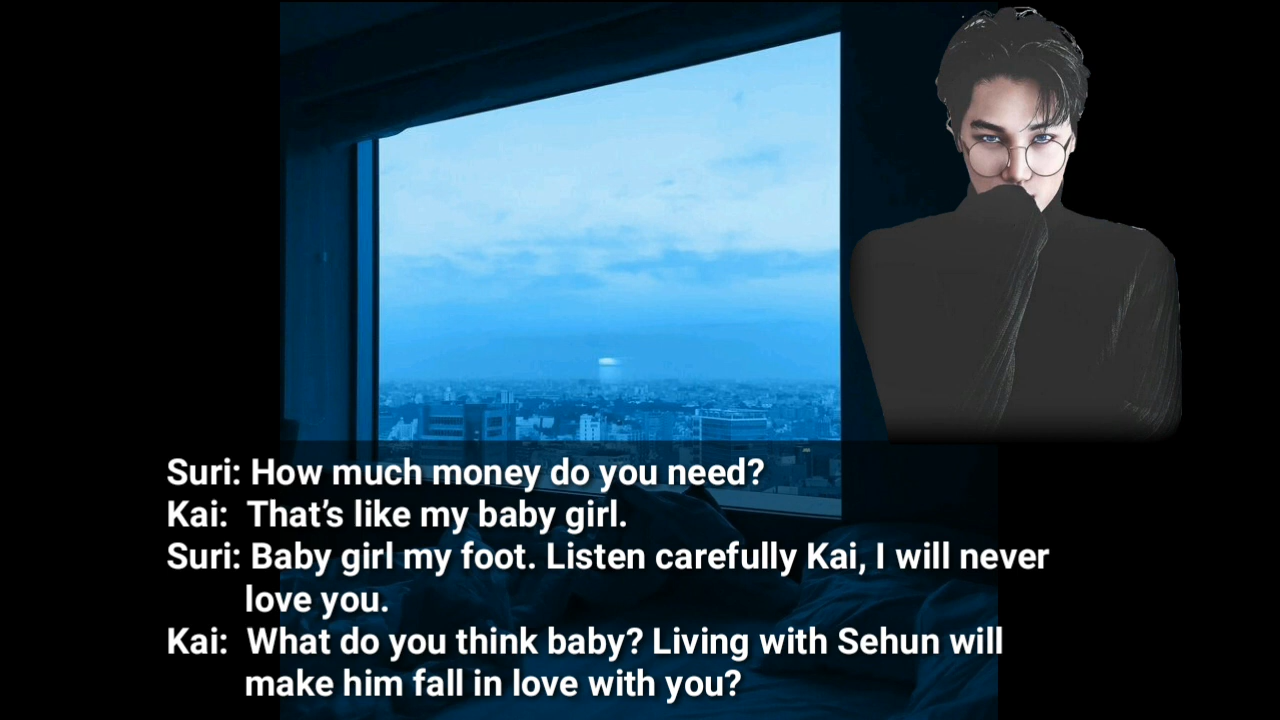 Suri: How much money do you need?
Kai: That’s like my baby girl.
Suri: Baby girl my foot. Listen carefully Kai, I will never
love you.
Kai: What do you think baby? Living with Sehun will
make him fall in love with you?